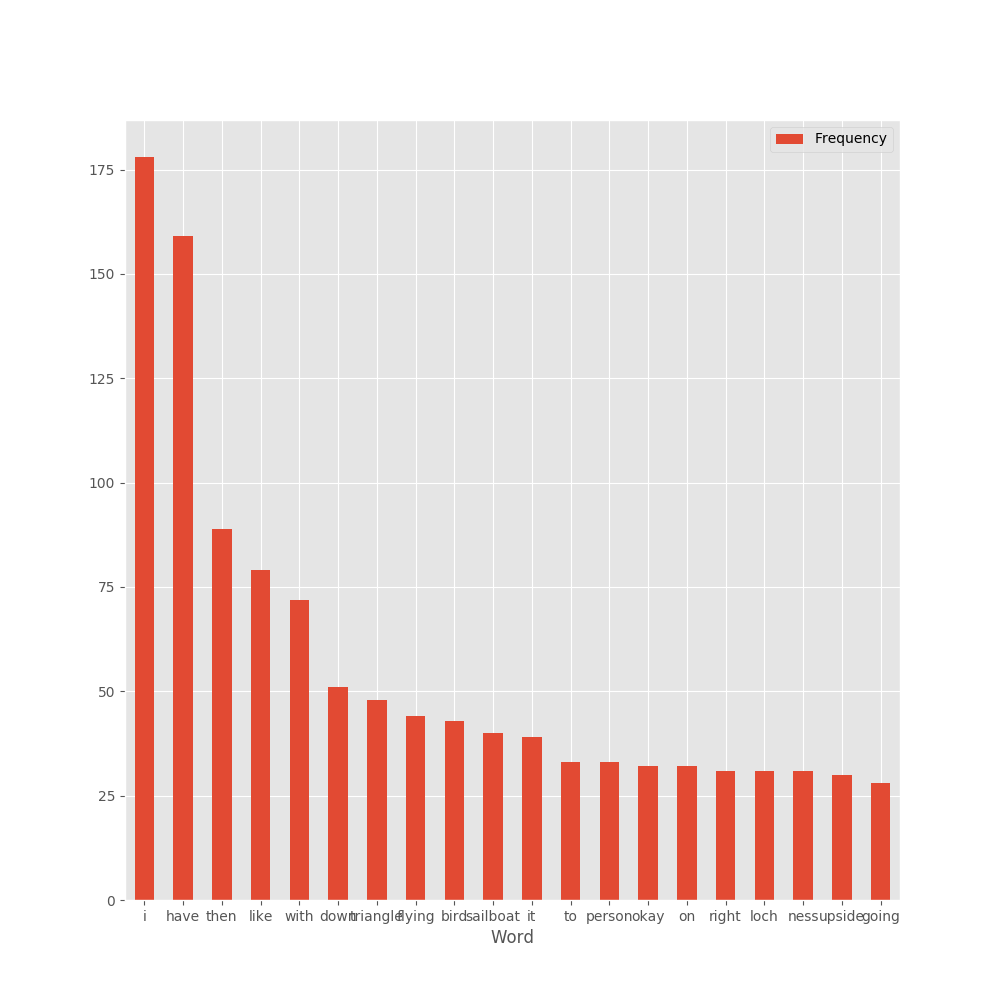 Frequency
175
150
125
100
75
50
25
0
i have then like with down triangle flying bird sailboat it to person okay on right loch ness upside going
Word